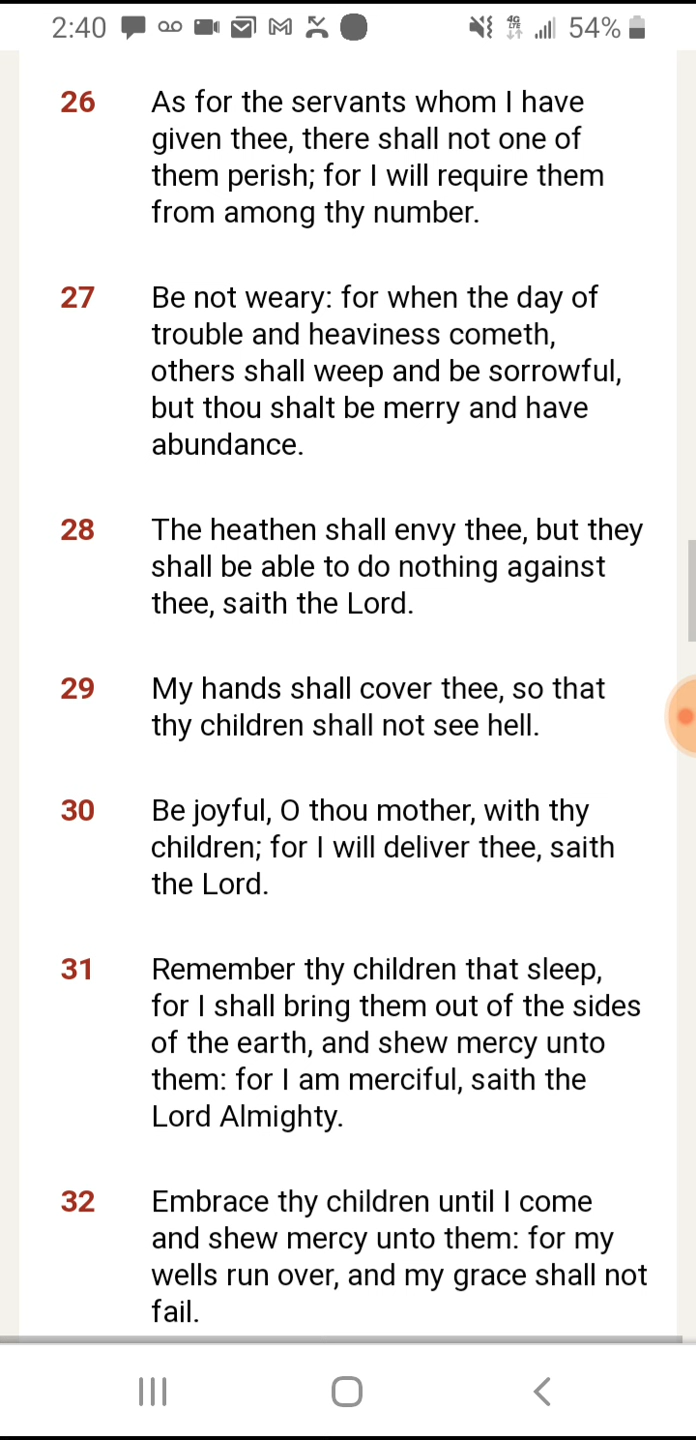 2:40 54%
26 As for the servants whom I have
given thee, there shall not one of
them perish; for I will require them
from among thy number.
27 Be not weary: for when the day of
trouble and heaviness cometh,
others shall weep and be sorrowful,
but thou shalt be merry and have
abundance.
28 The heathen shall envy thee, but they
shall be able to do nothing against
thee, saith the Lord.
29 My hands shall cover thee, so that
thy children shall not see hell.
30 Be joyful, O thou mother, with thy
children; for I will deliver thee, saith
the Lord.
31 Remember thy children that sleep,
for I shall bring them out of the sides
of the earth, and shew mercy unto
them: for I am merciful, saith the
Lord Almighty.
32 Embrace thy children until I come
and shew mercy unto them: for my
wells run over, and my grace shall not
fail.